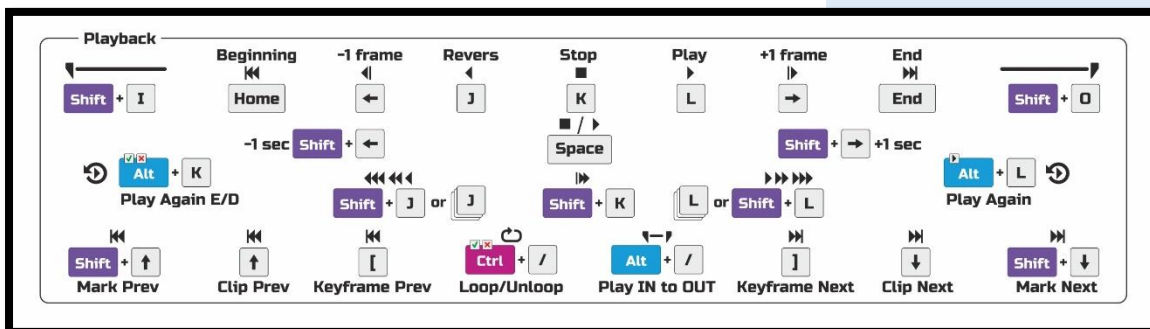 Playback
Beginning -1 frame Revers Stop Play +1 frame End
Shift + I Home ← J K L → End Shift + O
-1 sec Shift + ← Space Shift + → +1 sec
Alt + K Alt + L
Play Again E/D Shift + J or J Shift + K L or Shift + L Play Again
Shift + ↑ ↑ [ Ctrl + / Alt + / ] ↓ Shift + ↓
Mark Prev Clip Prev Keyframe Prev Loop/Unloop Play IN to OUT Keyframe Next Clip Next Mark Next